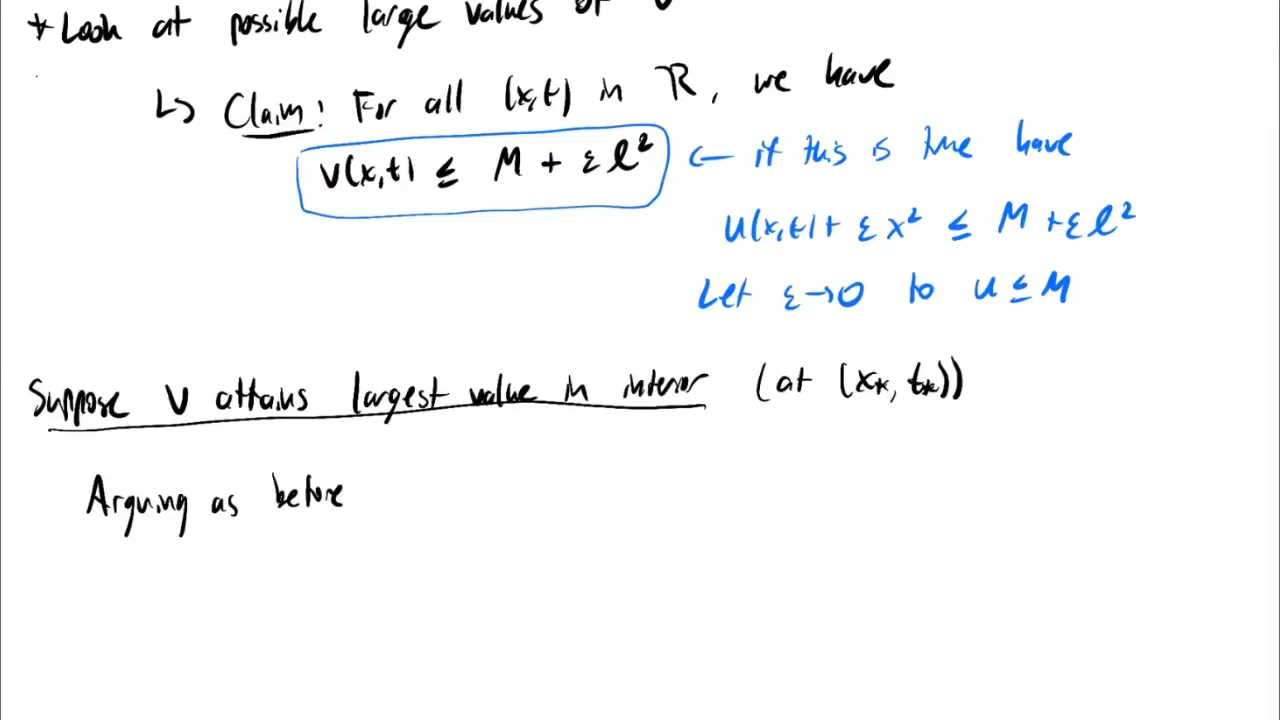 * Look at possible large values of v
↳ Claim: For all (x,t) in R, we have
v(x,t) ≤ M + εl² ← if this is true have
u(x,t) + εx² ≤ M + εl²
Let ε→0 to u ≤ M
Suppose v attains largest value in interior (at (x*, t*))
Arguing as before